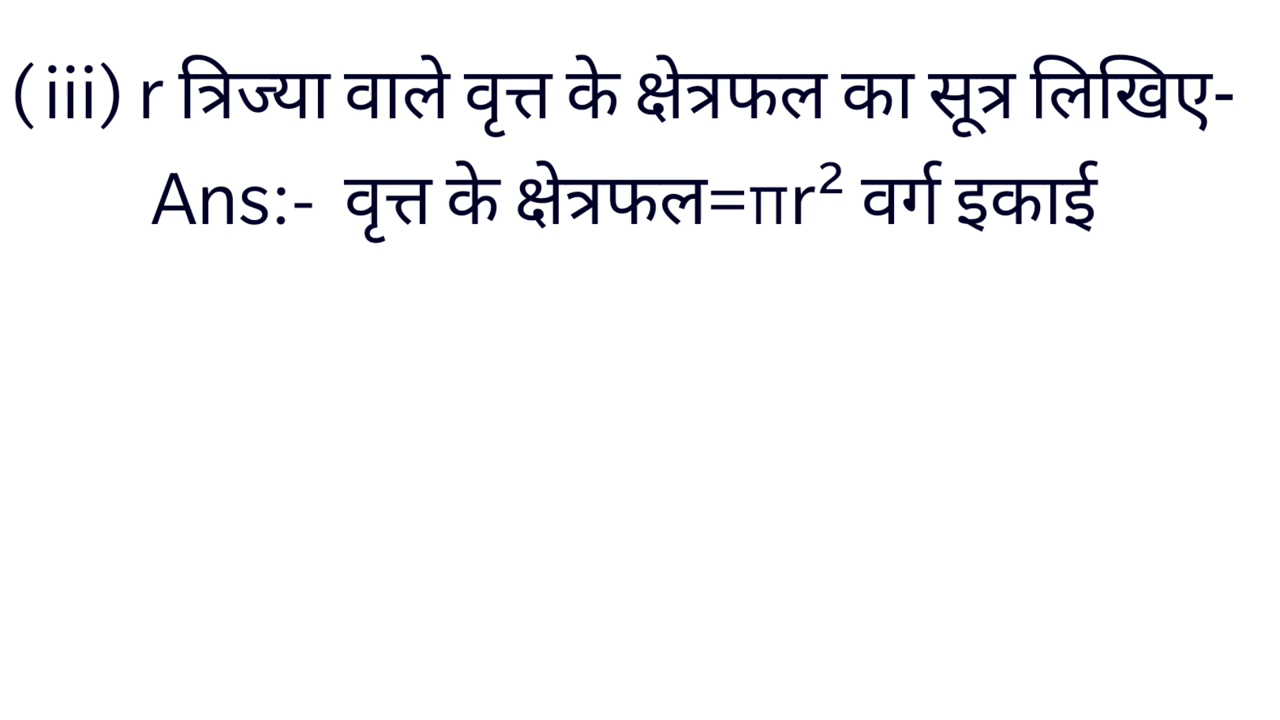 (iii) r त्रिज्या वाले वृत्त के क्षेत्रफल का सूत्र लिखिए-
Ans:- वृत्त के क्षेत्रफल=πr² वर्ग इकाई